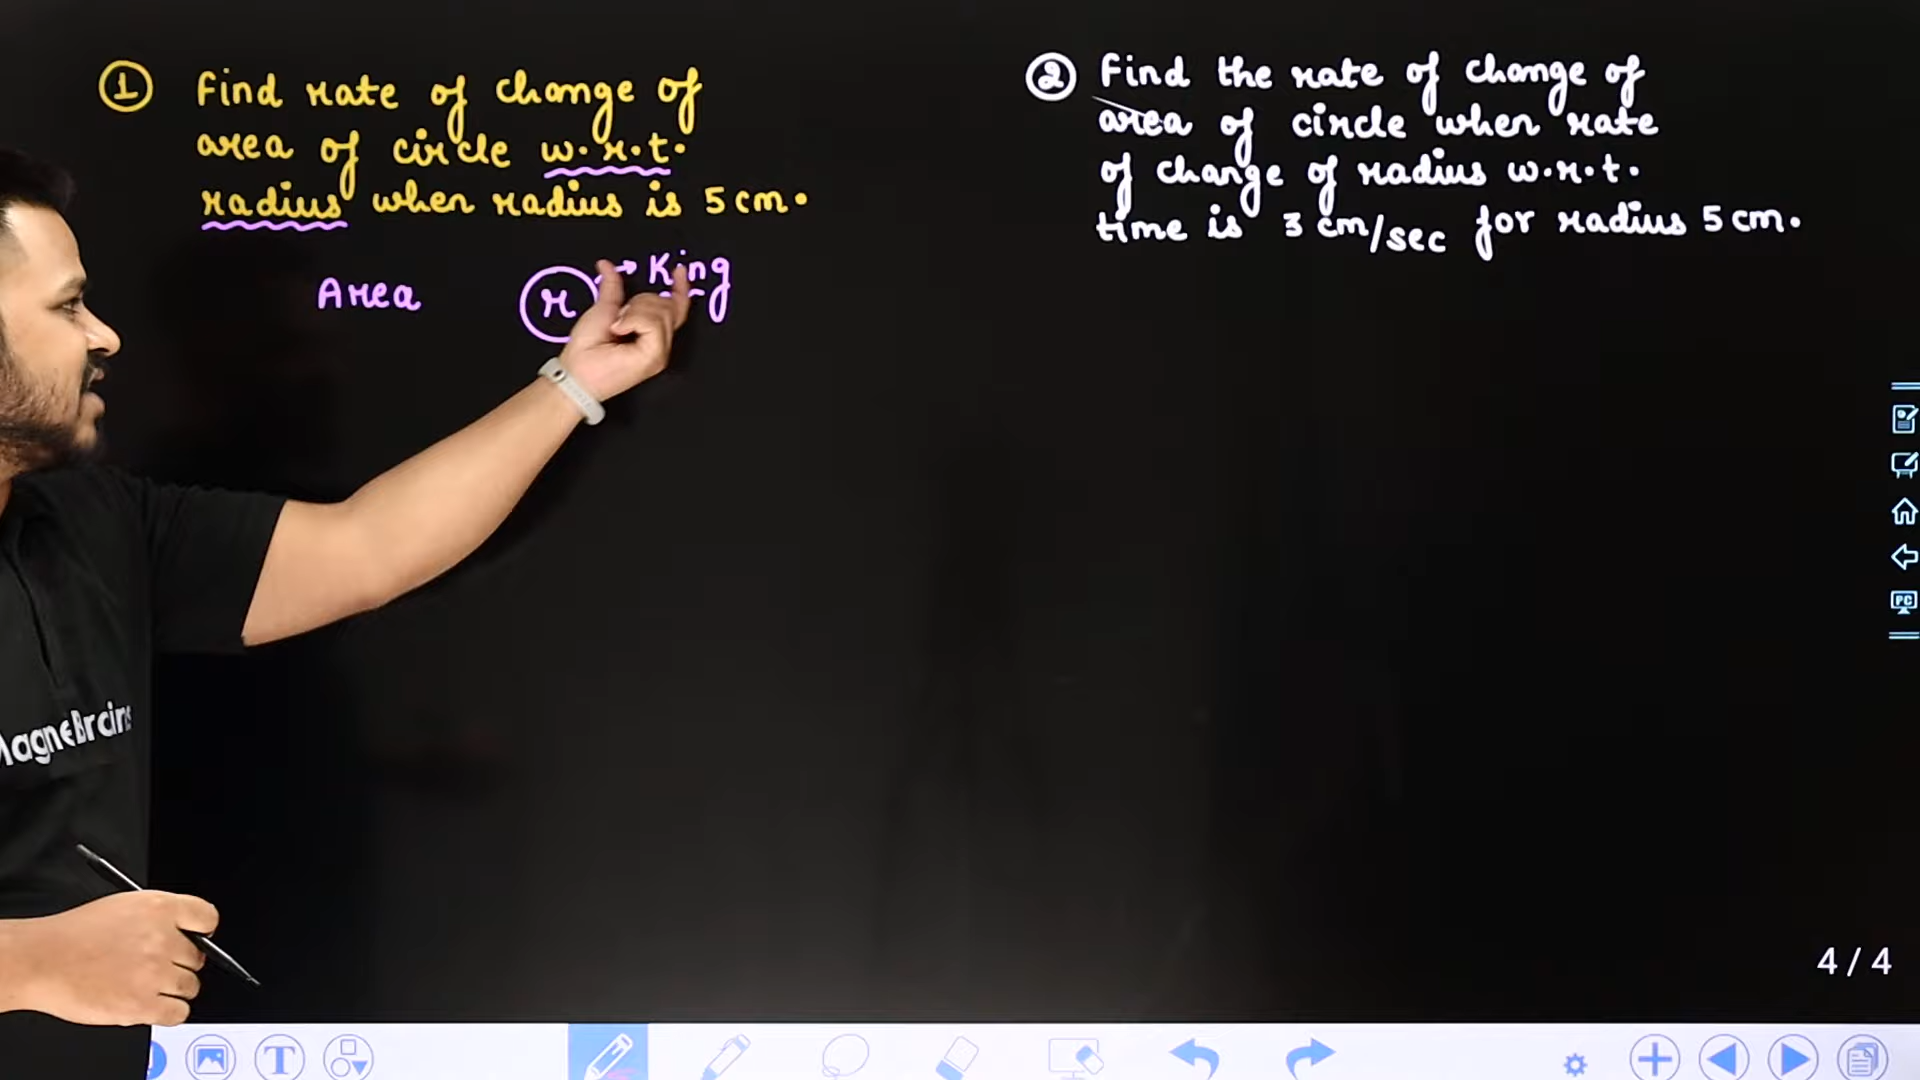 ① Find rate of change of
area of circle w.r.t.
radius when radius is 5 cm.
Area r → King
② Find the rate of change of
area of circle when rate
of change of radius w.r.t.
time is 3 cm/sec for radius 5 cm.
PC
MagneBrains
4 / 4
T